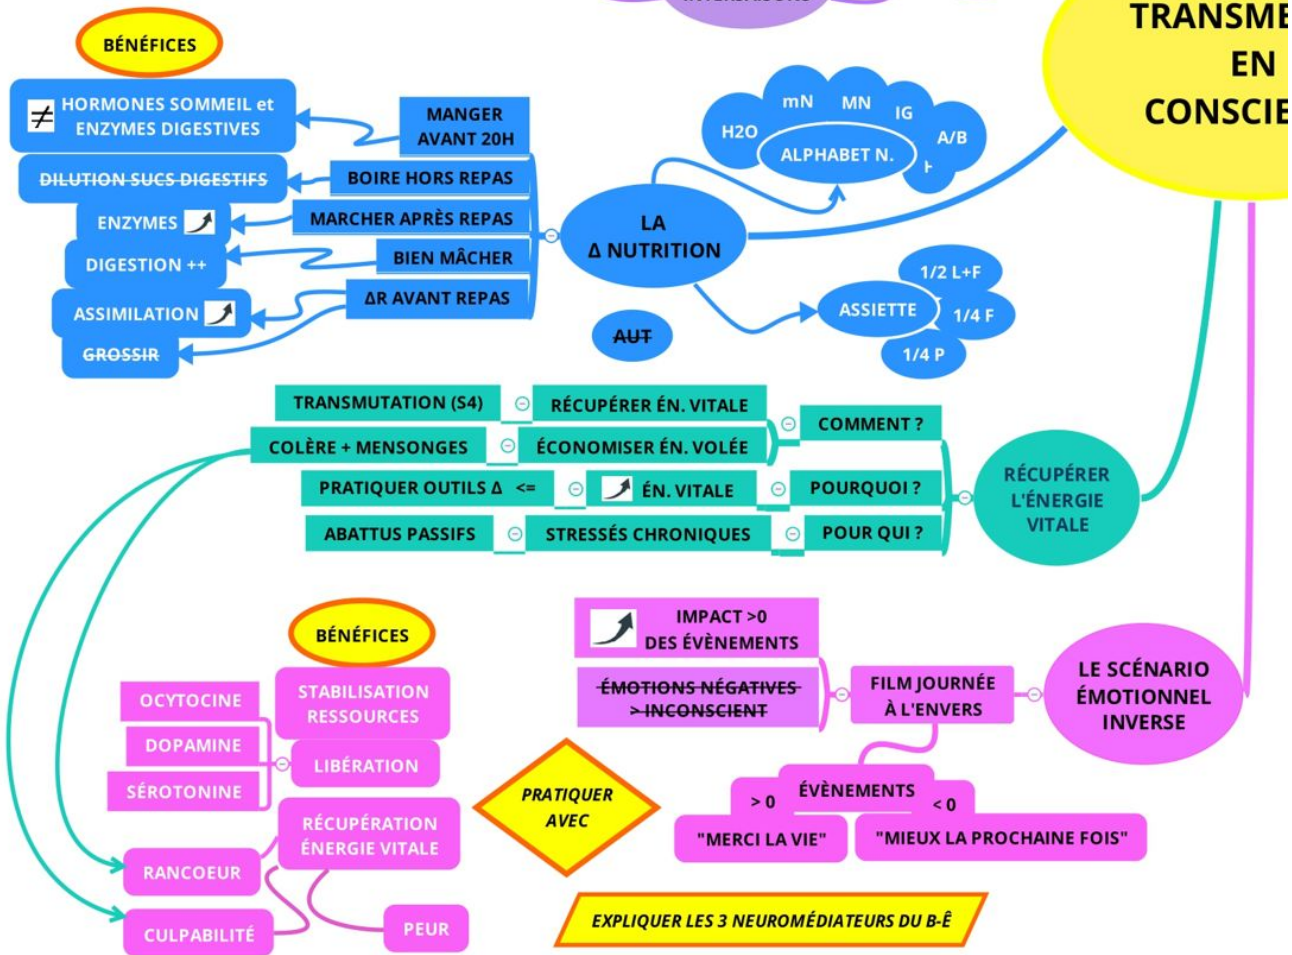 TRANSME
EN
CONSCIE
BÉNÉFICES
≠ HORMONES SOMMEIL et
ENZYMES DIGESTIVES
MANGER
AVANT 20H
DILUTION SUCS DIGESTIFS
BOIRE HORS REPAS
ENZYMES
MARCHER APRÈS REPAS
DIGESTION ++
BIEN MÂCHER
ASSIMILATION
ΔR AVANT REPAS
GROSSIR
LA
Δ NUTRITION
H2O
mN
MN
IG
A/B
ALPHABET N.
ASSIETTE
1/2 L+F
1/4 F
1/4 P
AUT
TRANSMUTATION (S4)
RÉCUPÉRER ÉN. VITALE
COMMENT ?
COLÈRE + MENSONGES
ÉCONOMISER ÉN. VOLÉE
PRATIQUER OUTILS Δ <=
ÉN. VITALE
POURQUOI ?
ABATTUS PASSIFS
STRESSÉS CHRONIQUES
POUR QUI ?
RÉCUPÉRER
L'ÉNERGIE
VITALE
BÉNÉFICES
STABILISATION
RESSOURCES
OCYTOCINE
DOPAMINE
SÉROTONINE
LIBÉRATION
RÉCUPÉRATION
ÉNERGIE VITALE
RANCOEUR
CULPABILITÉ
PEUR
PRATIQUER
AVEC
IMPACT >0
DES ÉVÈNEMENTS
ÉMOTIONS NÉGATIVES
> INCONSCIENT
FILM JOURNÉE
À L'ENVERS
LE SCÉNARIO
ÉMOTIONNEL
INVERSE
ÉVÈNEMENTS
> 0
< 0
"MERCI LA VIE"
"MIEUX LA PROCHAINE FOIS"
EXPLIQUER LES 3 NEUROMÉDIATEURS DU B-Ê